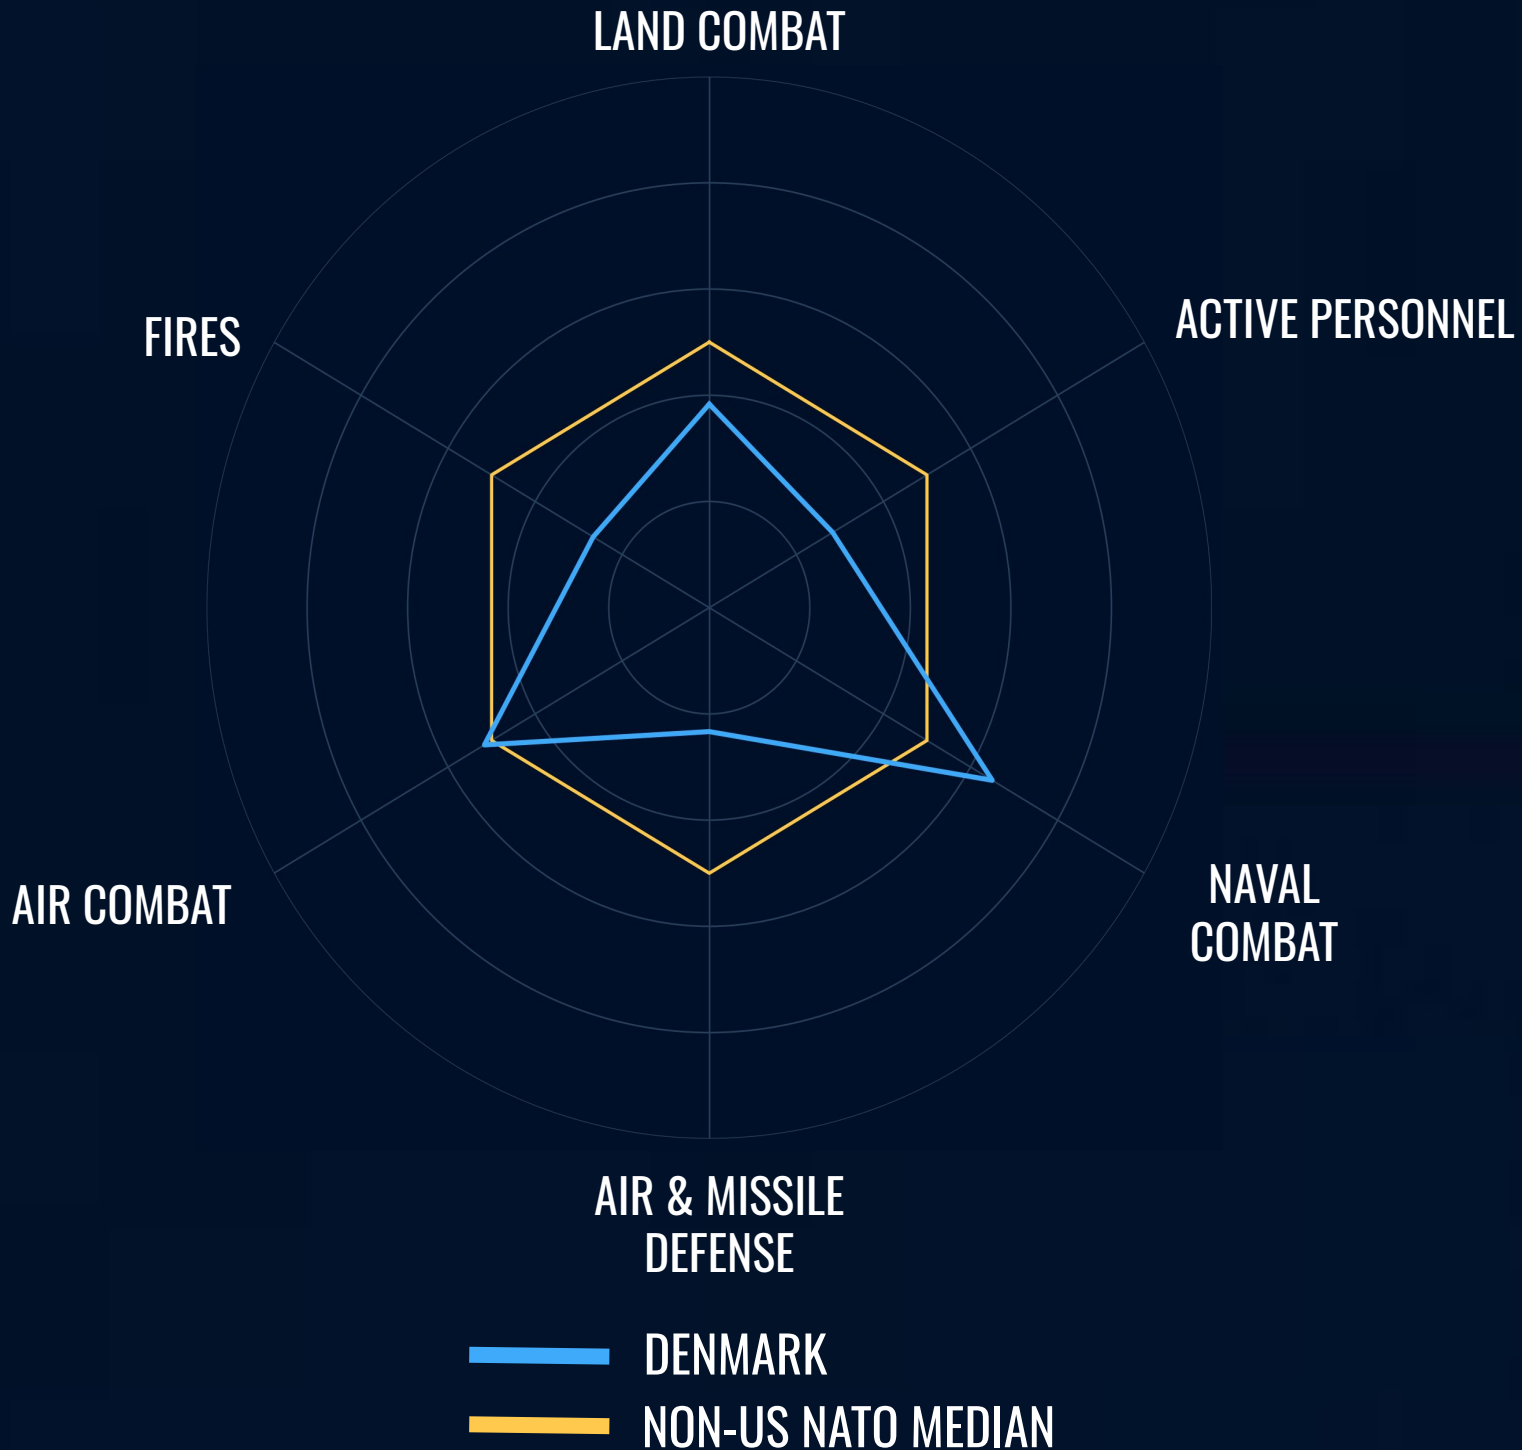 LAND COMBAT
FIRES
ACTIVE PERSONNEL
AIR COMBAT
NAVAL
COMBAT
AIR & MISSILE
DEFENSE
DENMARK
NON-US NATO MEDIAN